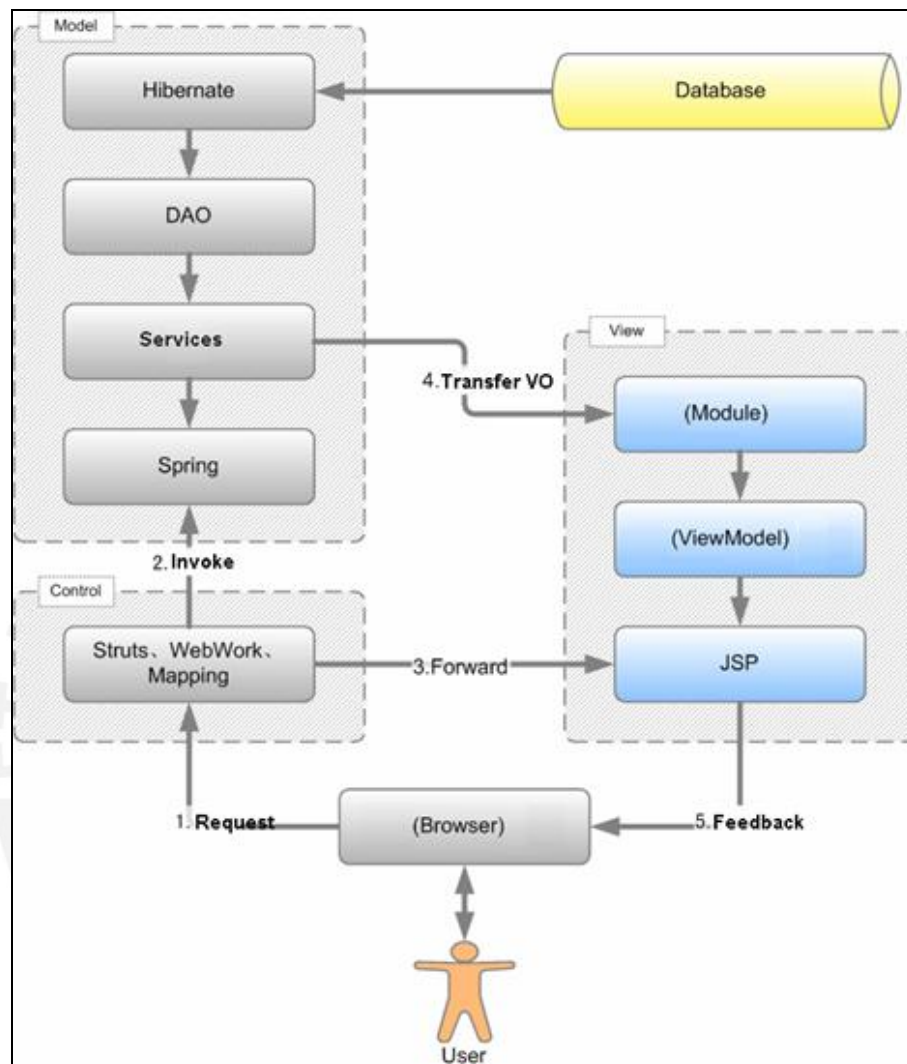 Model
Hibernate
Database
DAO
Services
View
4.Transfer VO
(Module)
Spring
(ViewModel)
2.Invoke
Control
Struts、WebWork、
Mapping
3.Forward
JSP
1.Request
(Browser)
5.Feedback
User